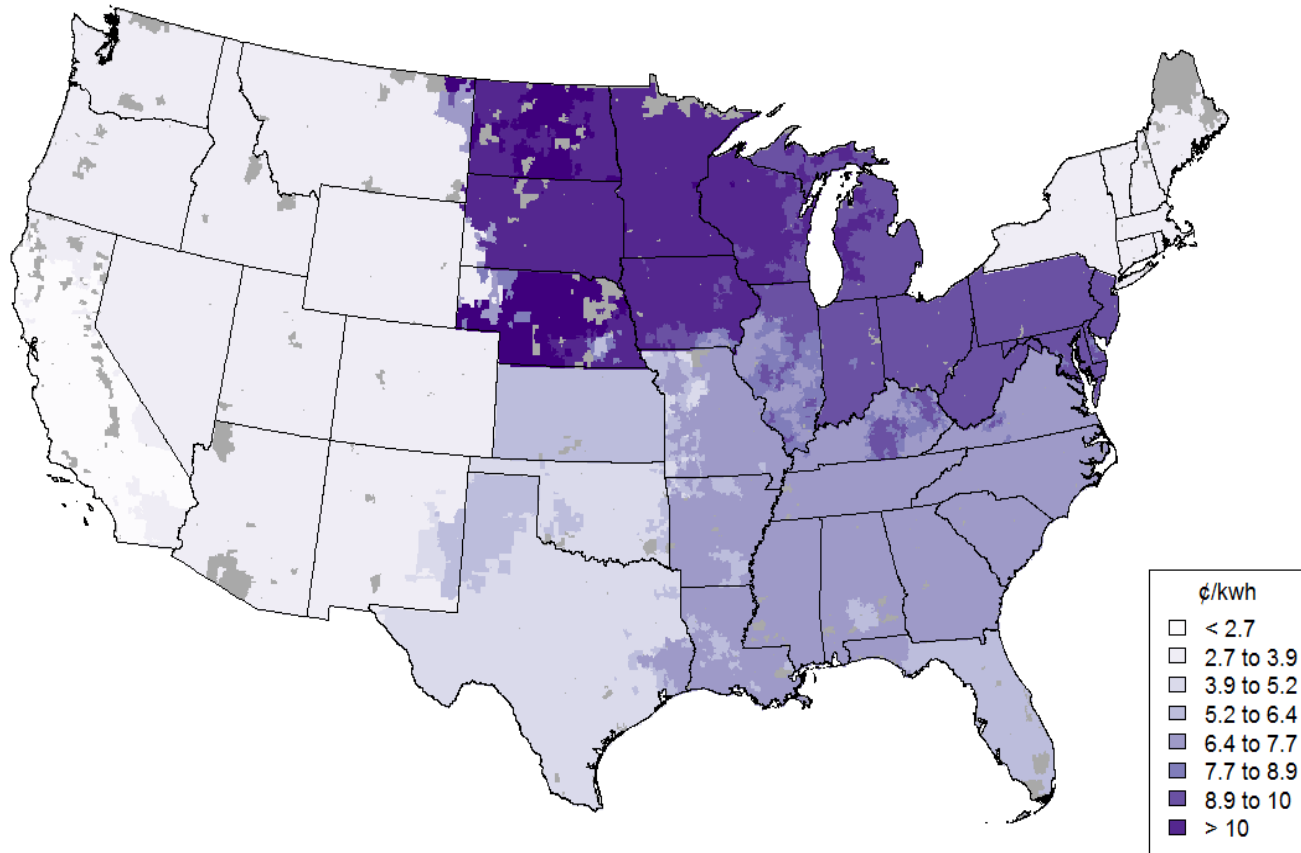 ¢/kwh
< 2.7
2.7 to 3.9
3.9 to 5.2
5.2 to 6.4
6.4 to 7.7
7.7 to 8.9
8.9 to 10
> 10